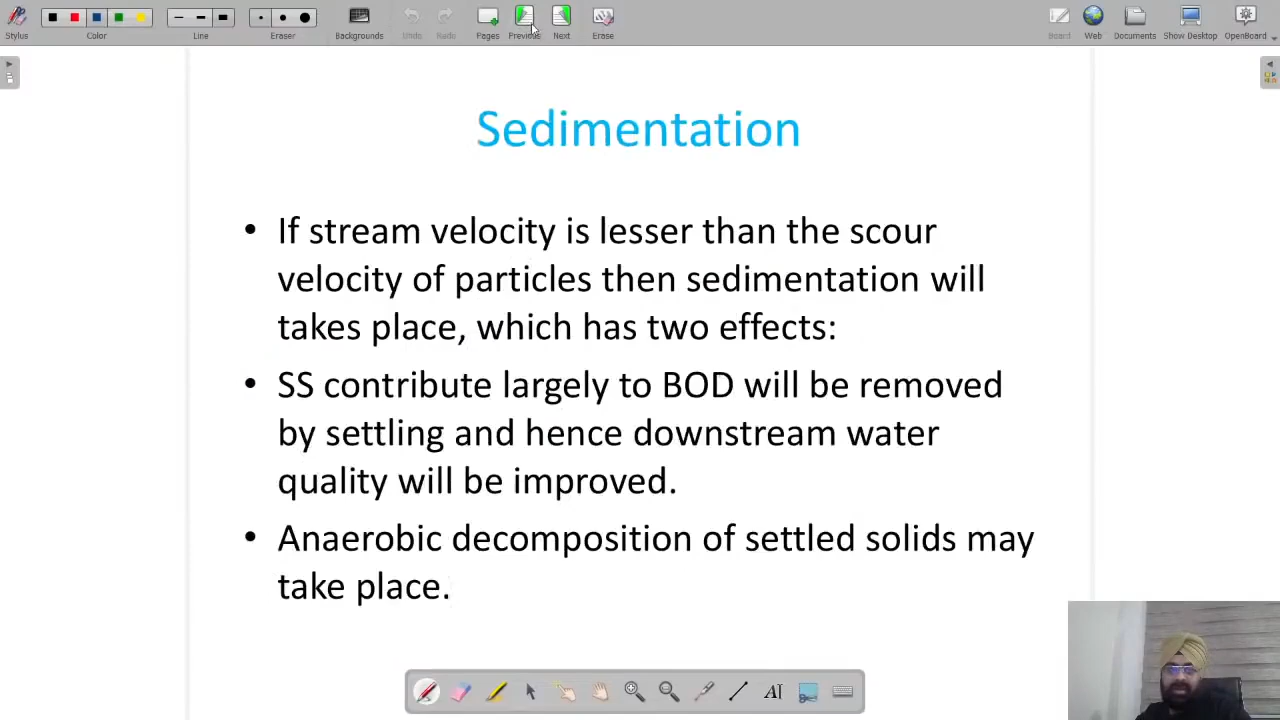 Stylus
Color
Line
Eraser
Backgrounds
Undo
Redo
Pages
Previous
Next
Erase
Board
Web
Documents
Show Desktop
OpenBoard
Sedimentation
• If stream velocity is lesser than the scour
velocity of particles then sedimentation will
takes place, which has two effects:
• SS contribute largely to BOD will be removed
by settling and hence downstream water
quality will be improved.
• Anaerobic decomposition of settled solids may
take place.